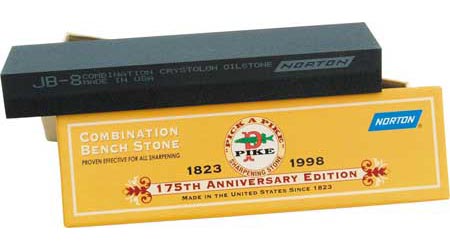 JB-8 COMBINATION CRYSTOLON OILSTONE
MADE IN USA
NORTON
COMBINATION
BENCH STONE
PROVEN EFFECTIVE FOR ALL SHARPENING
PICK A PIKE
PIKE
SHARPENING STONE
1823 1998
NORTON
175TH ANNIVERSARY EDITION
MADE IN THE UNITED STATES SINCE 1823